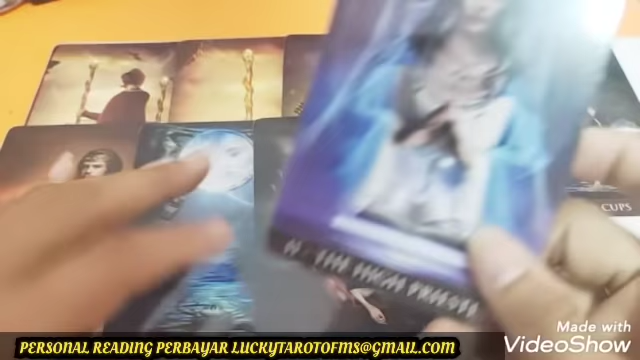 CUPS
Made with
VideoShow
PERSONAL READING PERBAYAR LUCKYTAROTOFMS@GMAIL.COM